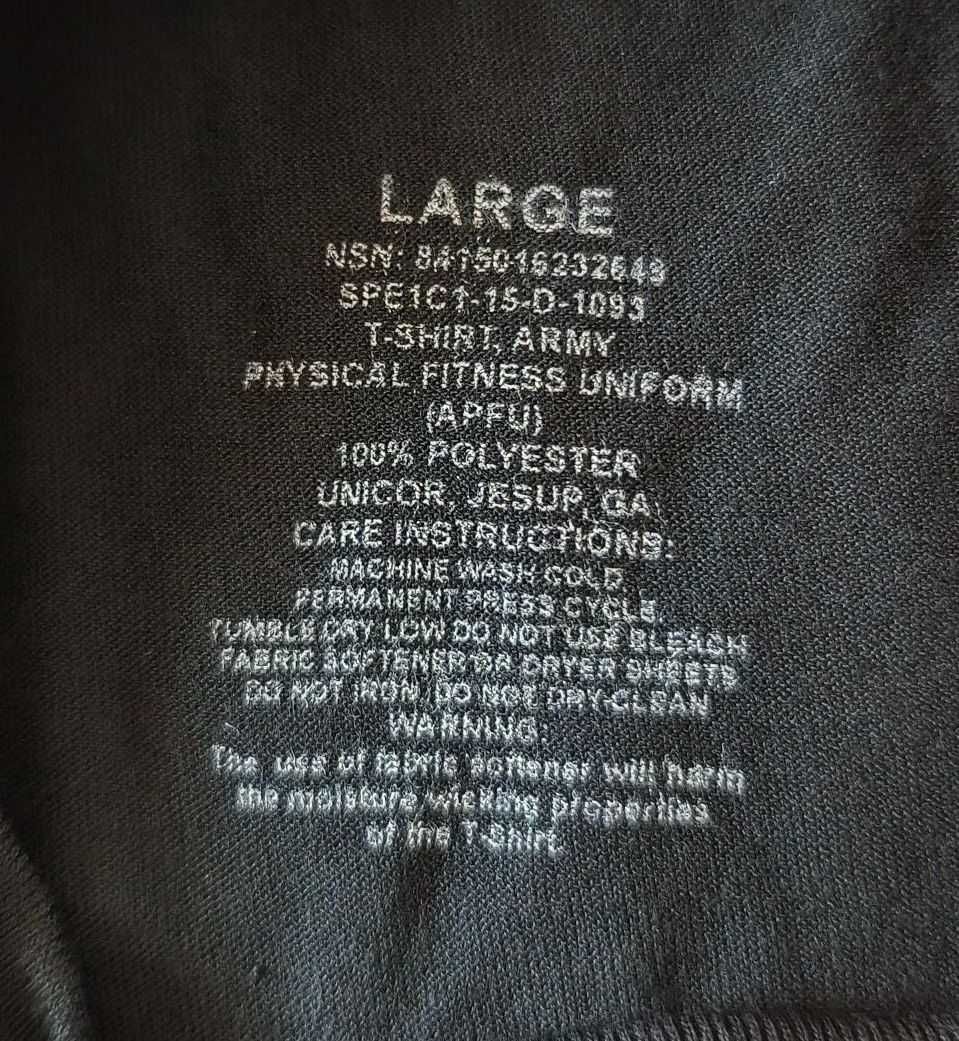 LARGE
NSN: 8415016232649
SPE1C1-15-D-1093
T-SHIRT, ARMY
PHYSICAL FITNESS UNIFORM
(APFU)
100% POLYESTER
UNICOR, JESUP, GA.
CARE INSTRUCTIONS:
MACHINE WASH COLD
PERMANENT PRESS CYCLE.
TUMBLE DRY LOW DO NOT USE BLEACH
FABRIC SOFTENER OR DRYER SHEETS
DO NOT IRON. DO NOT DRY-CLEAN
WARNING:
The use of fabric softener will harm
the moisture wicking properties
of the T-Shirt.